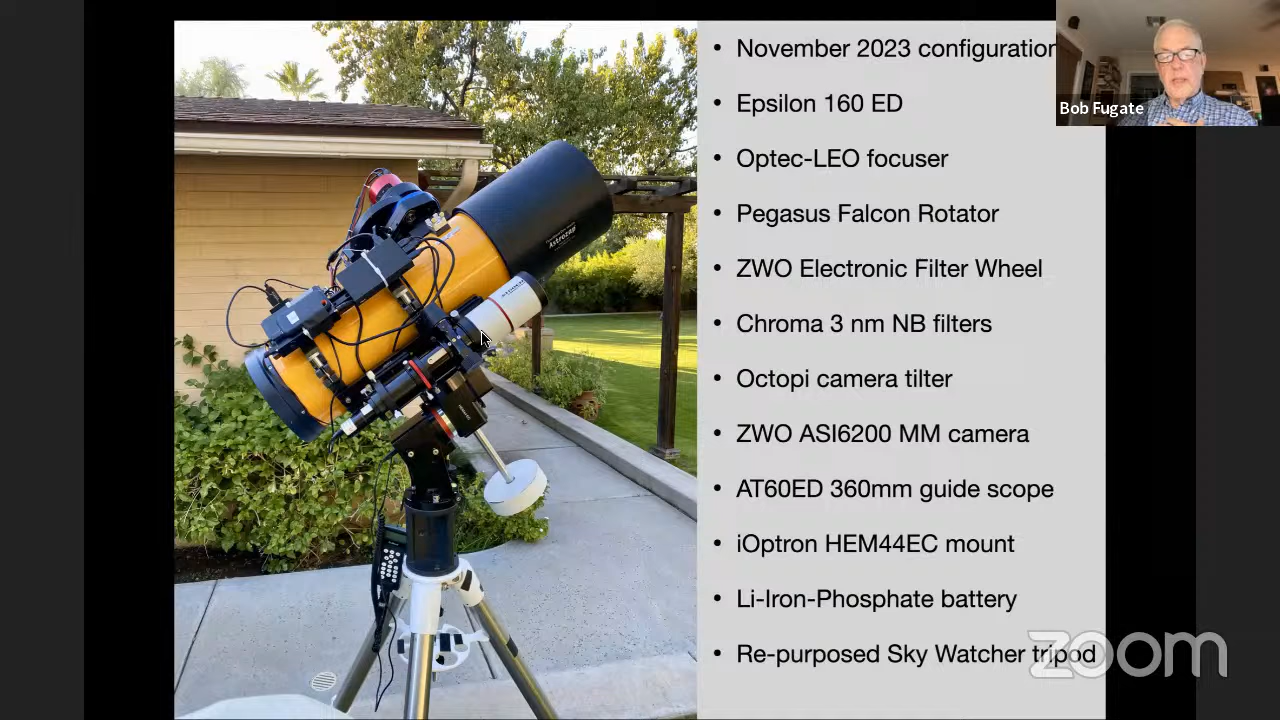 • November 2023 configuration
• Epsilon 160 ED
• Optec-LEO focuser
• Pegasus Falcon Rotator
• ZWO Electronic Filter Wheel
• Chroma 3 nm NB filters
• Octopi camera tilter
• ZWO ASI6200 MM camera
• AT60ED 360mm guide scope
• iOptron HEM44EC mount
• Li-Iron-Phosphate battery
• Re-purposed Sky Watcher tripod
Bob Fugate
Astrozap
zoom